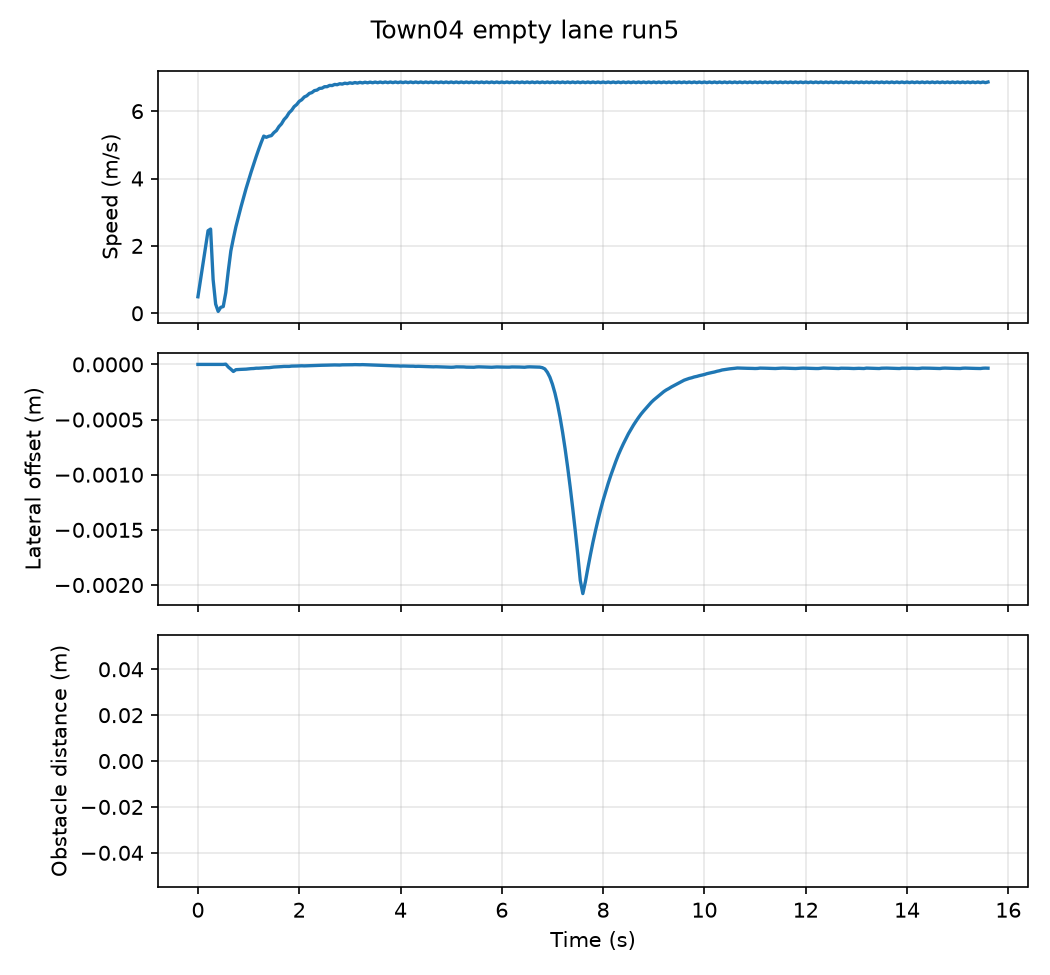 Town04 empty lane run5
6
4
2
0
Speed (m/s)
0.0000
−0.0005
−0.0010
−0.0015
−0.0020
Lateral offset (m)
0.04
0.02
0.00
−0.02
−0.04
Obstacle distance (m)
0 2 4 6 8 10 12 14 16
Time (s)